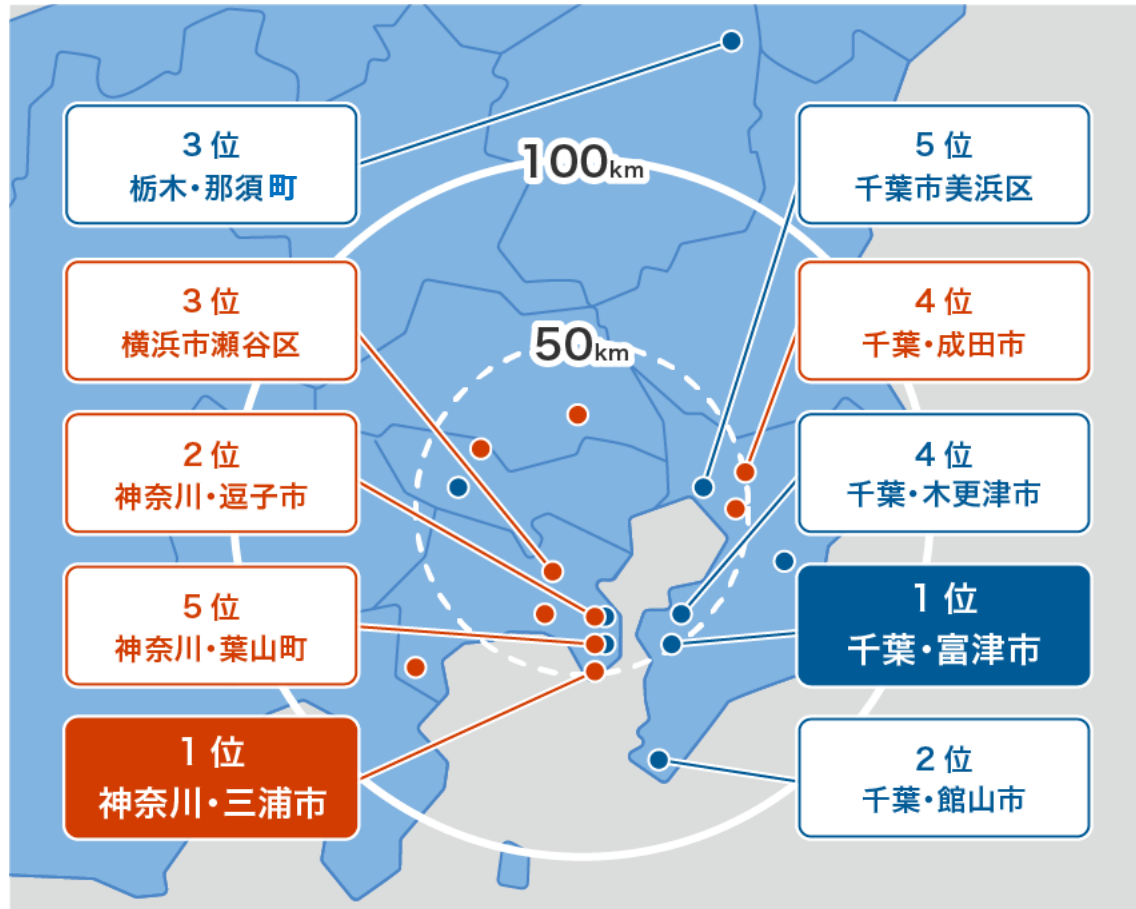 100km
50km
3位
栃木・那須町
3位
横浜市瀬谷区
2位
神奈川・逗子市
5位
神奈川・葉山町
1位
神奈川・三浦市
5位
千葉市美浜区
4位
千葉・成田市
4位
千葉・木更津市
1位
千葉・富津市
2位
千葉・館山市